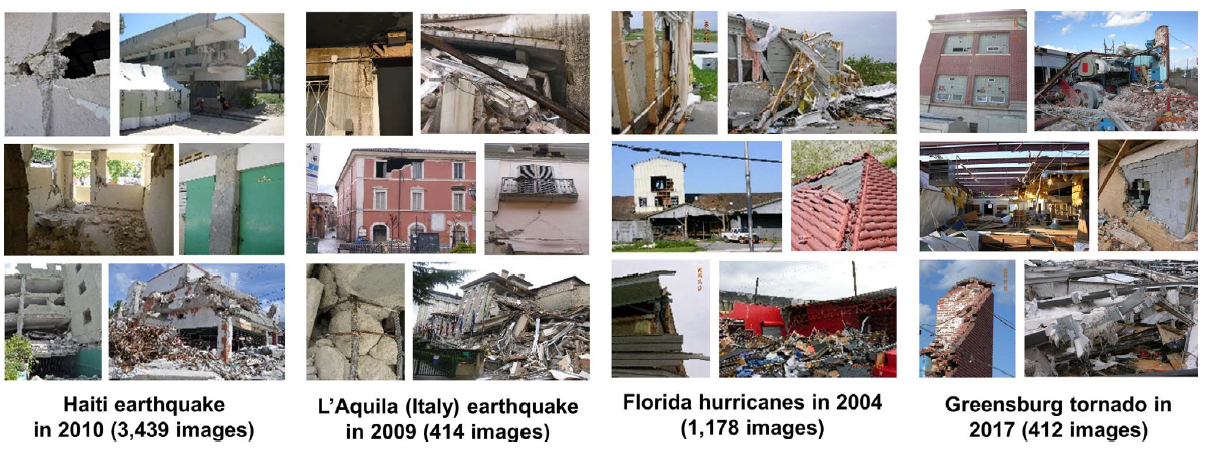 Haiti earthquake
in 2010 (3,439 images)
L'Aquila (Italy) earthquake
in 2009 (414 images)
Florida hurricanes in 2004
(1,178 images)
Greensburg tornado in
2017 (412 images)